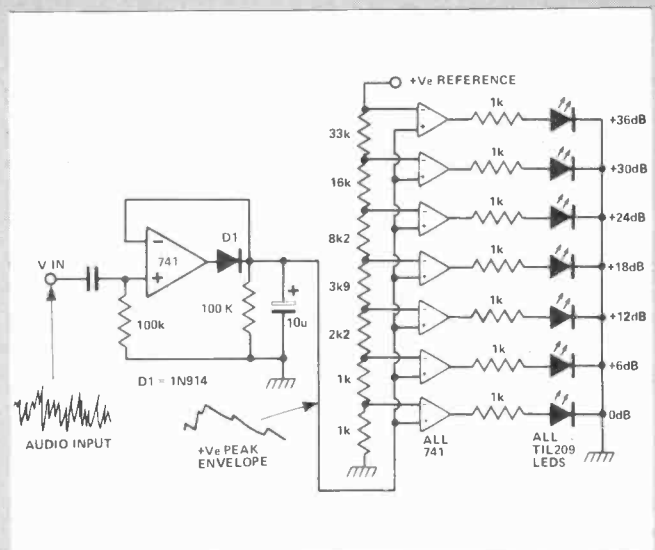 +Ve REFERENCE
1k
+36dB
33k
1k
+30dB
16k
1k
+24dB
8k2
1k
+18dB
3k9
1k
+12dB
2k2
1k
+6dB
1k
1k
0dB
1k
ALL
741
ALL
TIL209
LEDS
D1
741
V IN
100k
100 K
10u
D1 = 1N914
AUDIO INPUT
+Ve PEAK
ENVELOPE